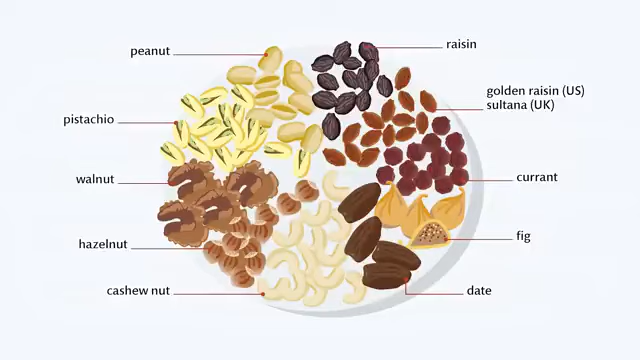 peanut
pistachio
walnut
hazelnut
cashew nut
raisin
golden raisin (US)
sultana (UK)
currant
fig
date